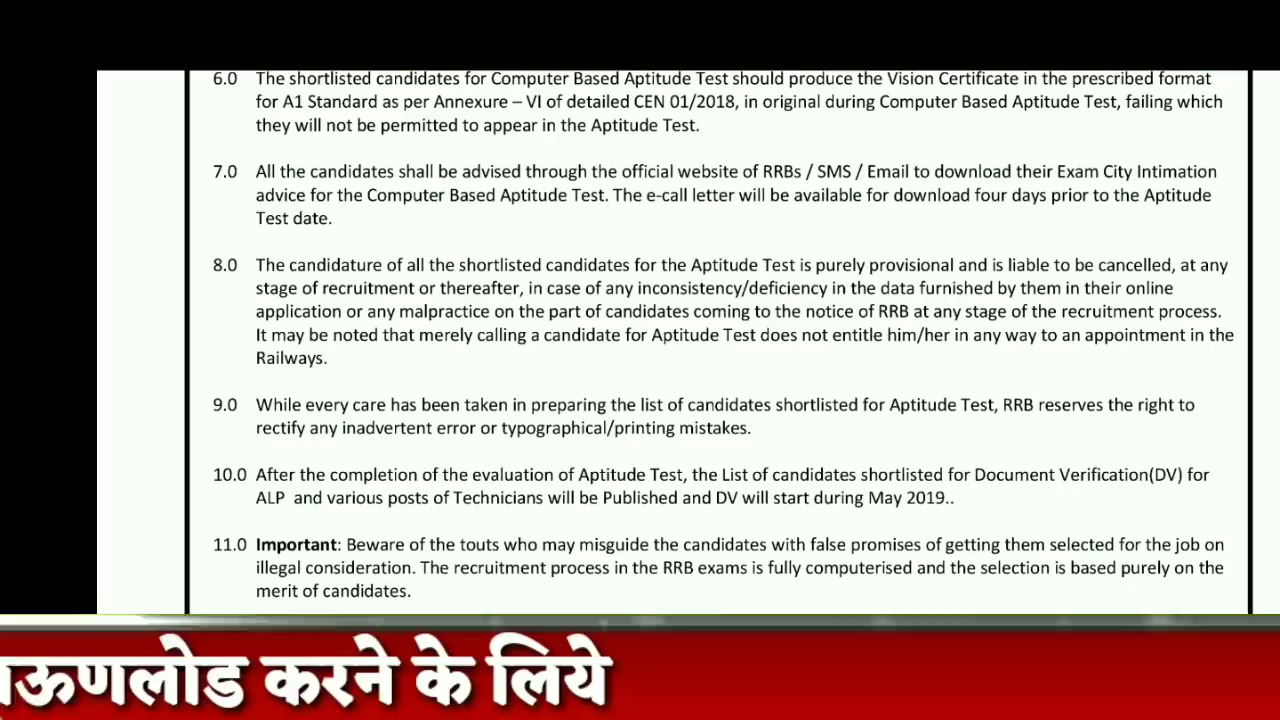 6.0 The shortlisted candidates for Computer Based Aptitude Test should produce the Vision Certificate in the prescribed format
for A1 Standard as per Annexure – VI of detailed CEN 01/2018, in original during Computer Based Aptitude Test, failing which
they will not be permitted to appear in the Aptitude Test.
7.0 All the candidates shall be advised through the official website of RRBs / SMS / Email to download their Exam City Intimation
advice for the Computer Based Aptitude Test. The e-call letter will be available for download four days prior to the Aptitude
Test date.
8.0 The candidature of all the shortlisted candidates for the Aptitude Test is purely provisional and is liable to be cancelled, at any
stage of recruitment or thereafter, in case of any inconsistency/deficiency in the data furnished by them in their online
application or any malpractice on the part of candidates coming to the notice of RRB at any stage of the recruitment process.
It may be noted that merely calling a candidate for Aptitude Test does not entitle him/her in any way to an appointment in the
Railways.
9.0 While every care has been taken in preparing the list of candidates shortlisted for Aptitude Test, RRB reserves the right to
rectify any inadvertent error or typographical/printing mistakes.
10.0 After the completion of the evaluation of Aptitude Test, the List of candidates shortlisted for Document Verification(DV) for
ALP and various posts of Technicians will be Published and DV will start during May 2019..
11.0 Important: Beware of the touts who may misguide the candidates with false promises of getting them selected for the job on
illegal consideration. The recruitment process in the RRB exams is fully computerised and the selection is based purely on the
merit of candidates.
करने के लिये